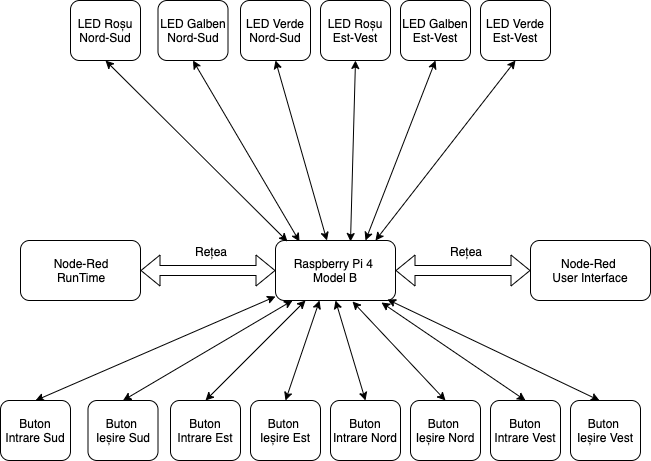 LED Roșu
Nord-Sud
LED Galben
Nord-Sud
LED Verde
Nord-Sud
LED Roșu
Est-Vest
LED Galben
Est-Vest
LED Verde
Est-Vest
Node-Red
RunTime
Rețea
Raspberry Pi 4
Model B
Rețea
Node-Red
User Interface
Buton
Intrare Sud
Buton
Ieșire Sud
Buton
Intrare Est
Buton
Ieșire Est
Buton
Intrare Nord
Buton
Ieșire Nord
Buton
Intrare Vest
Buton
Ieșire Vest